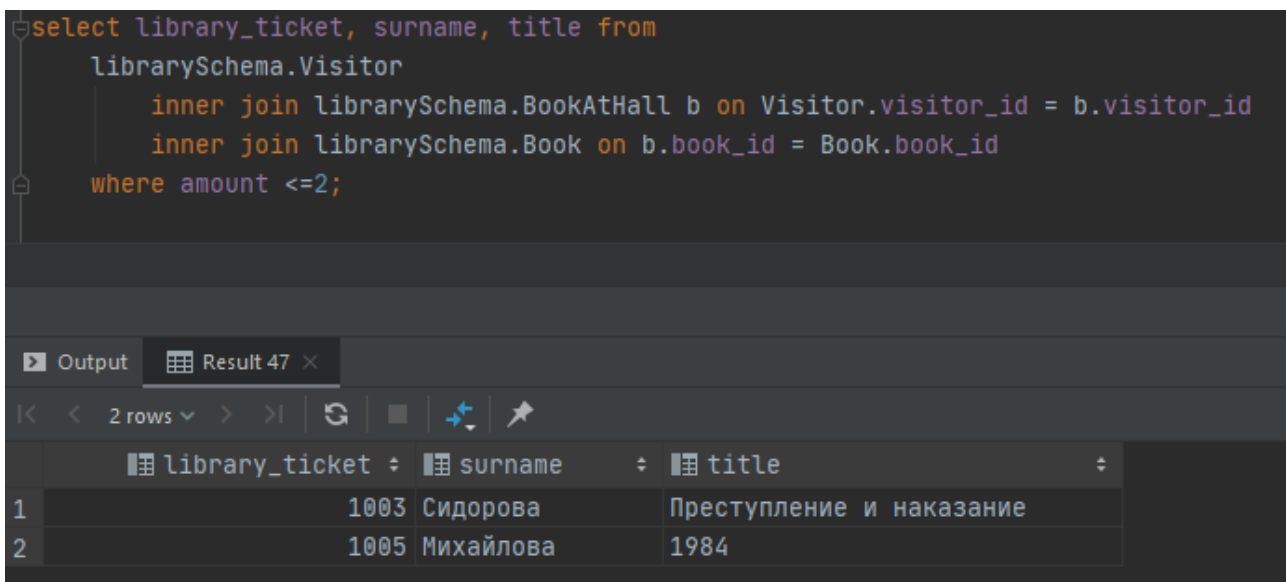 select library_ticket, surname, title from
librarySchema.Visitor
inner join librarySchema.BookAtHall b on Visitor.visitor_id = b.visitor_id
inner join librarySchema.Book on b.book_id = Book.book_id
where amount <=2;
Output Result 47
2 rows
library_ticket surname title
1 1003 Сидорова Преступление и наказание
2 1005 Михайлова 1984